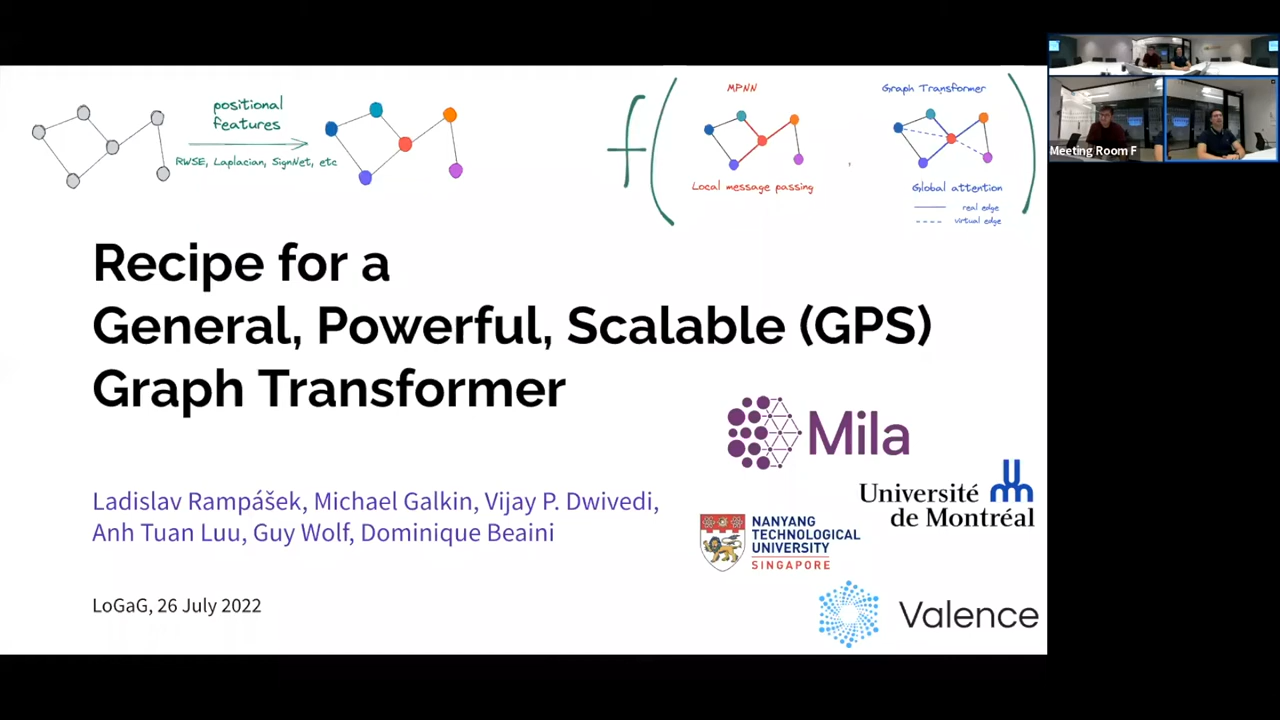 positional
features
RWSE, Laplacian, SignNet, etc
f
MPNN
Local message passing
,
Graph Transformer
Global attention
real edge
virtual edge
Meeting Room F
Recipe for a
General, Powerful, Scalable (GPS)
Graph Transformer
Mila
Université
de Montréal
Ladislav Rampášek, Michael Galkin, Vijay P. Dwivedi,
Anh Tuan Luu, Guy Wolf, Dominique Beaini
NANYANG
TECHNOLOGICAL
UNIVERSITY
SINGAPORE
LoGaG, 26 July 2022
Valence